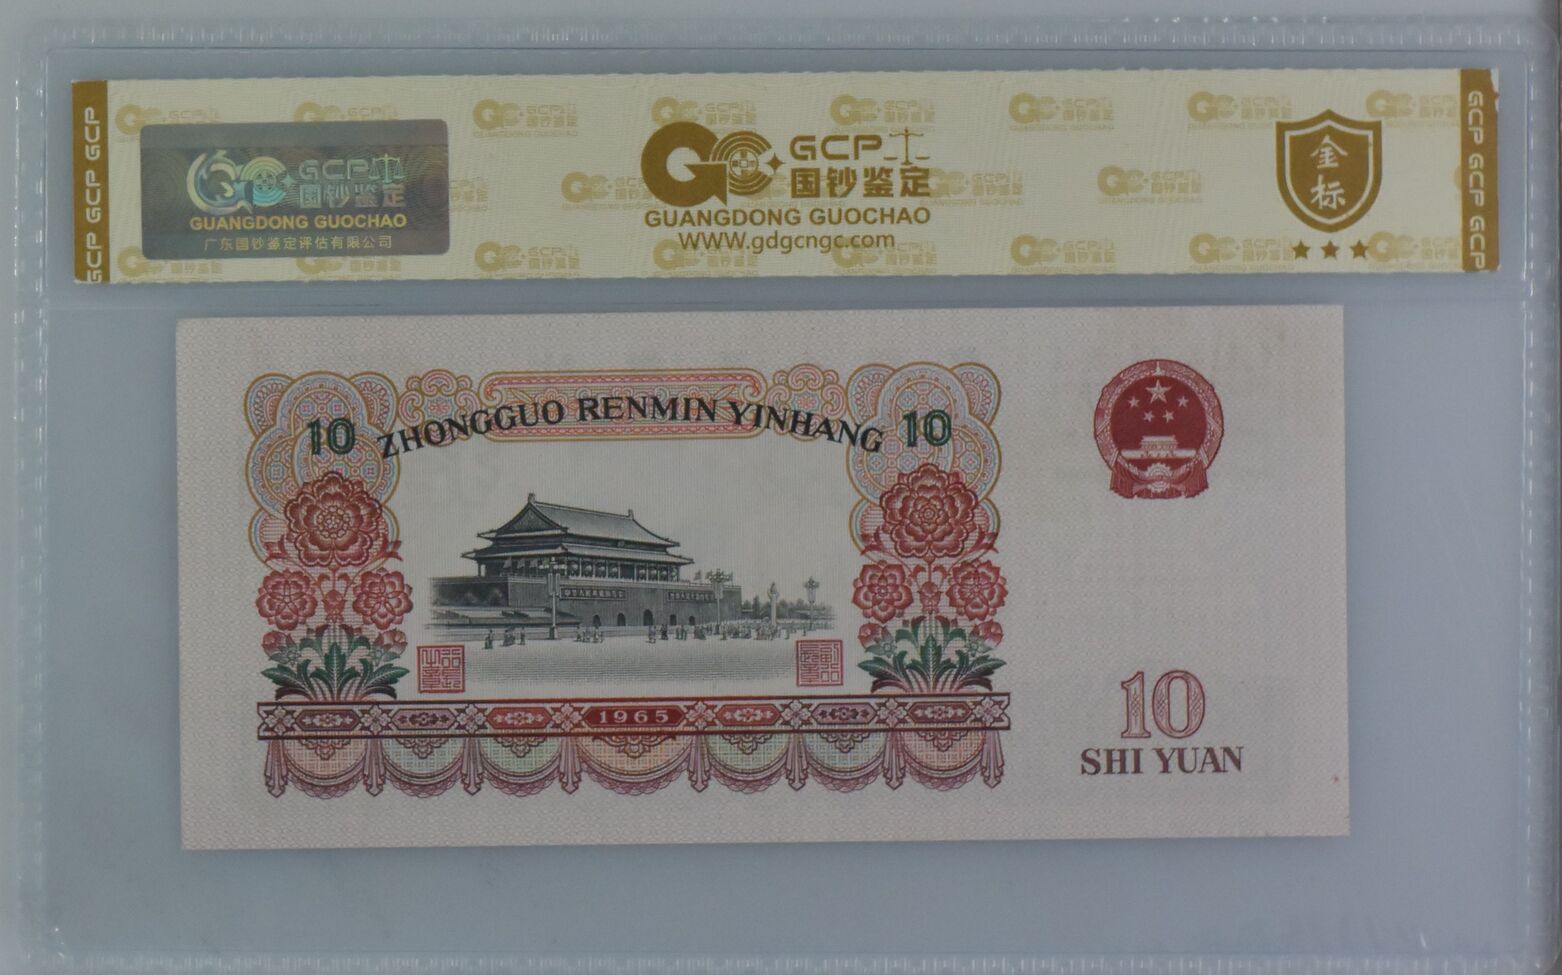 GCP GCP GCP
GCP
国钞鉴定
GUANGDONG GUOCHAO
广东国钞鉴定评估有限公司
GCP
国钞鉴定
GUANGDONG GUOCHAO
WWW.gdgcngc.com
金标
GCP GCP GCP
10 ZHONGGUO RENMIN YINHANG 10
1965
10
SHI YUAN